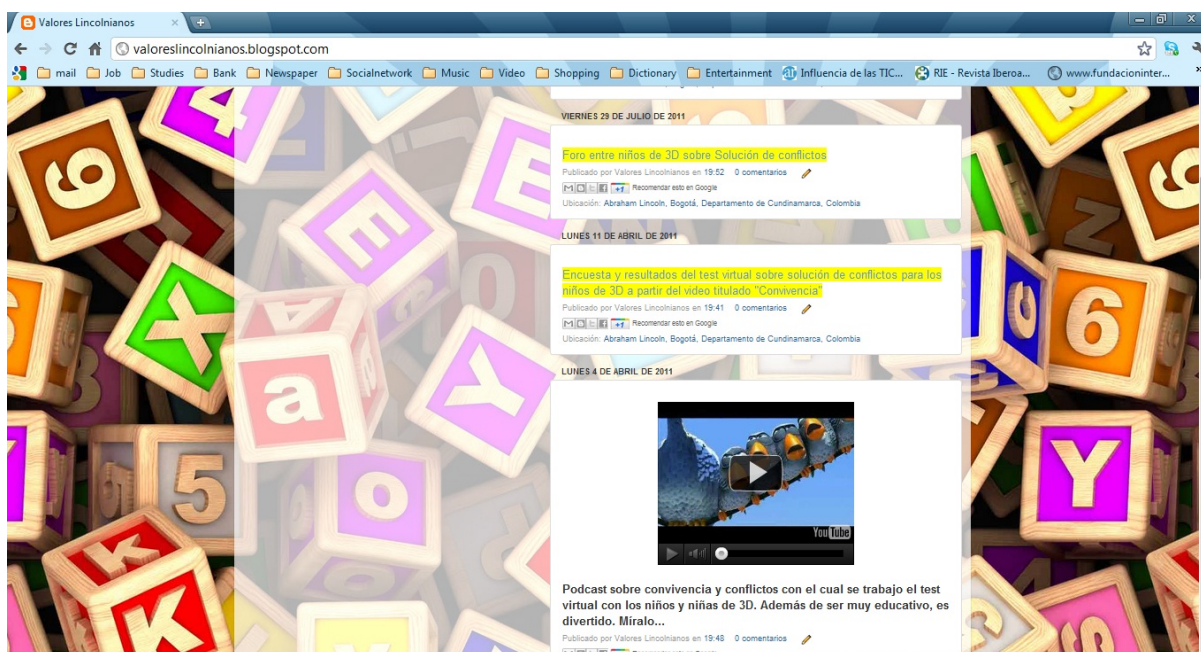 Valores Lincolnianos
valoreslincolnianos.blogspot.com
mail Job Studies Bank Newspaper Socialnetwork Music Video Shopping Dictionary Entertainment Influencia de las TIC... RIE - Revista Iberoa... www.fundacioninter...
VIERNES 29 DE JULIO DE 2011
Foro entre niños de 3D sobre Solución de conflictos
Publicado por Valores Lincolnianos en 19:52 0 comentarios
+1 Recomendar esto en Google
Ubicación: Abraham Lincoln, Bogotá, Departamento de Cundinamarca, Colombia
LUNES 11 DE ABRIL DE 2011
Encuesta y resultados del test virtual sobre solución de conflictos para los
niños de 3D a partir del video titulado "Convivencia"
Publicado por Valores Lincolnianos en 19:41 0 comentarios
+1 Recomendar esto en Google
Ubicación: Abraham Lincoln, Bogotá, Departamento de Cundinamarca, Colombia
LUNES 4 DE ABRIL DE 2011
YouTube
Podcast sobre convivencia y conflictos con el cual se trabajo el test
virtual con los niños y niñas de 3D. Además de ser muy educativo, es
divertido. Míralo...
Publicado por Valores Lincolnianos en 19:48 0 comentarios